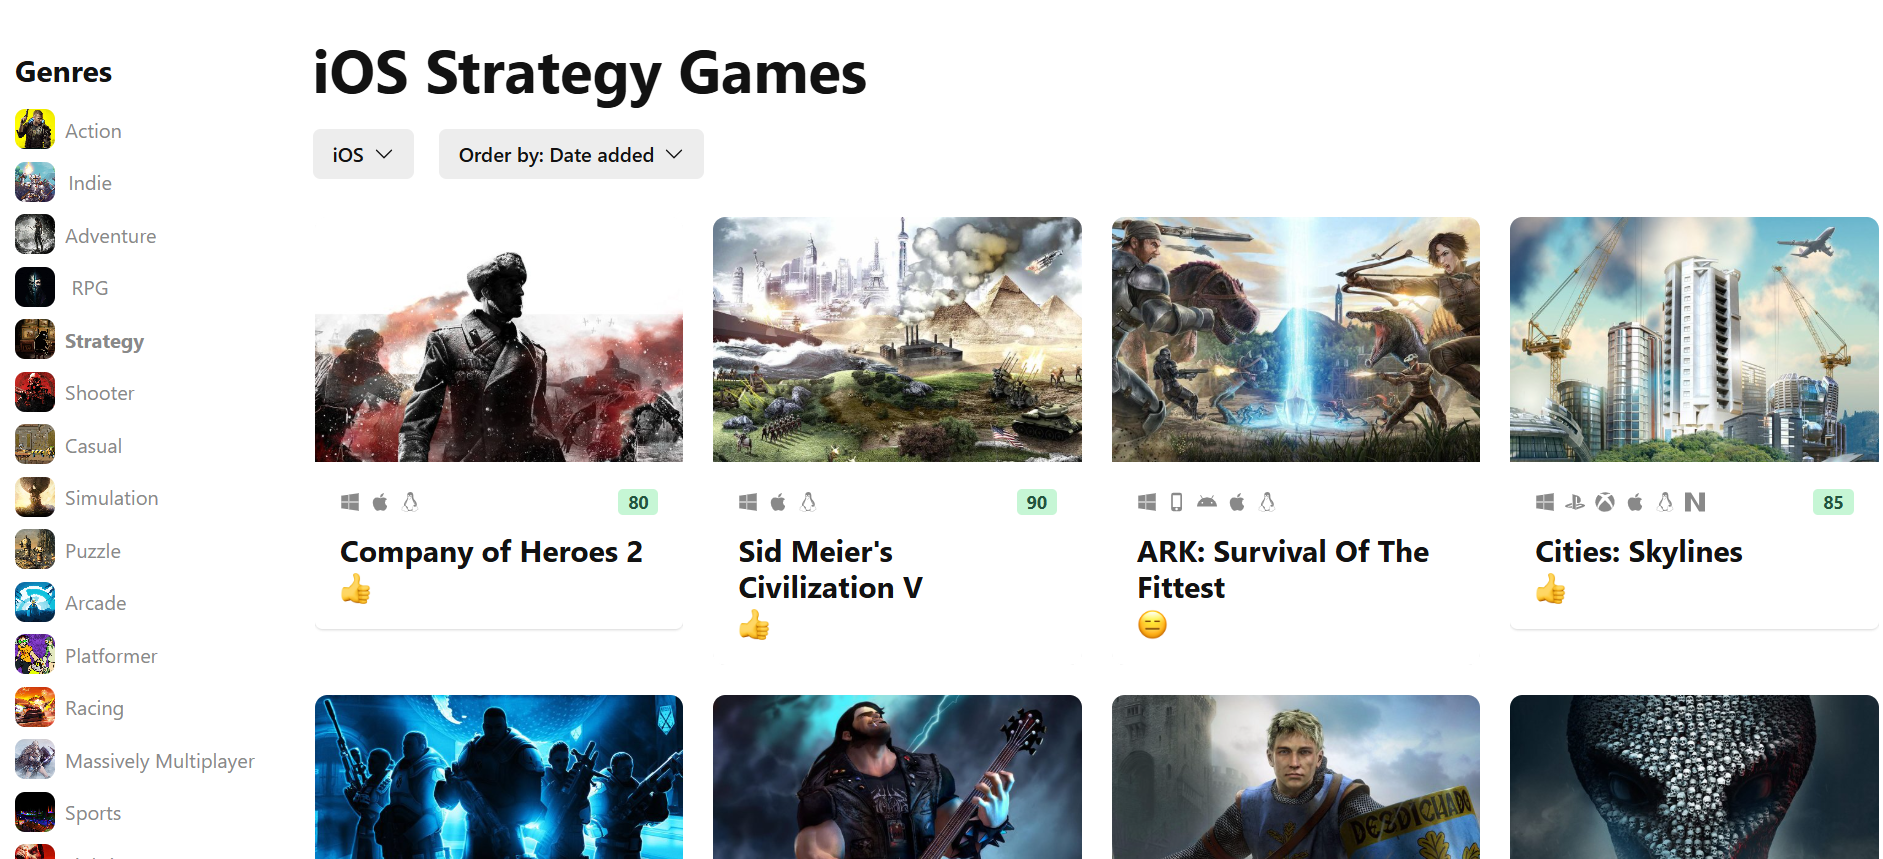 Genres
Action
Indie
Adventure
RPG
Strategy
Shooter
Casual
Simulation
Puzzle
Arcade
Platformer
Racing
Massively Multiplayer
Sports
iOS Strategy Games
iOS
Order by: Date added
80
Company of Heroes 2
90
Sid Meier's
Civilization V
ARK: Survival Of The
Fittest
85
Cities: Skylines
DEZDICHADO